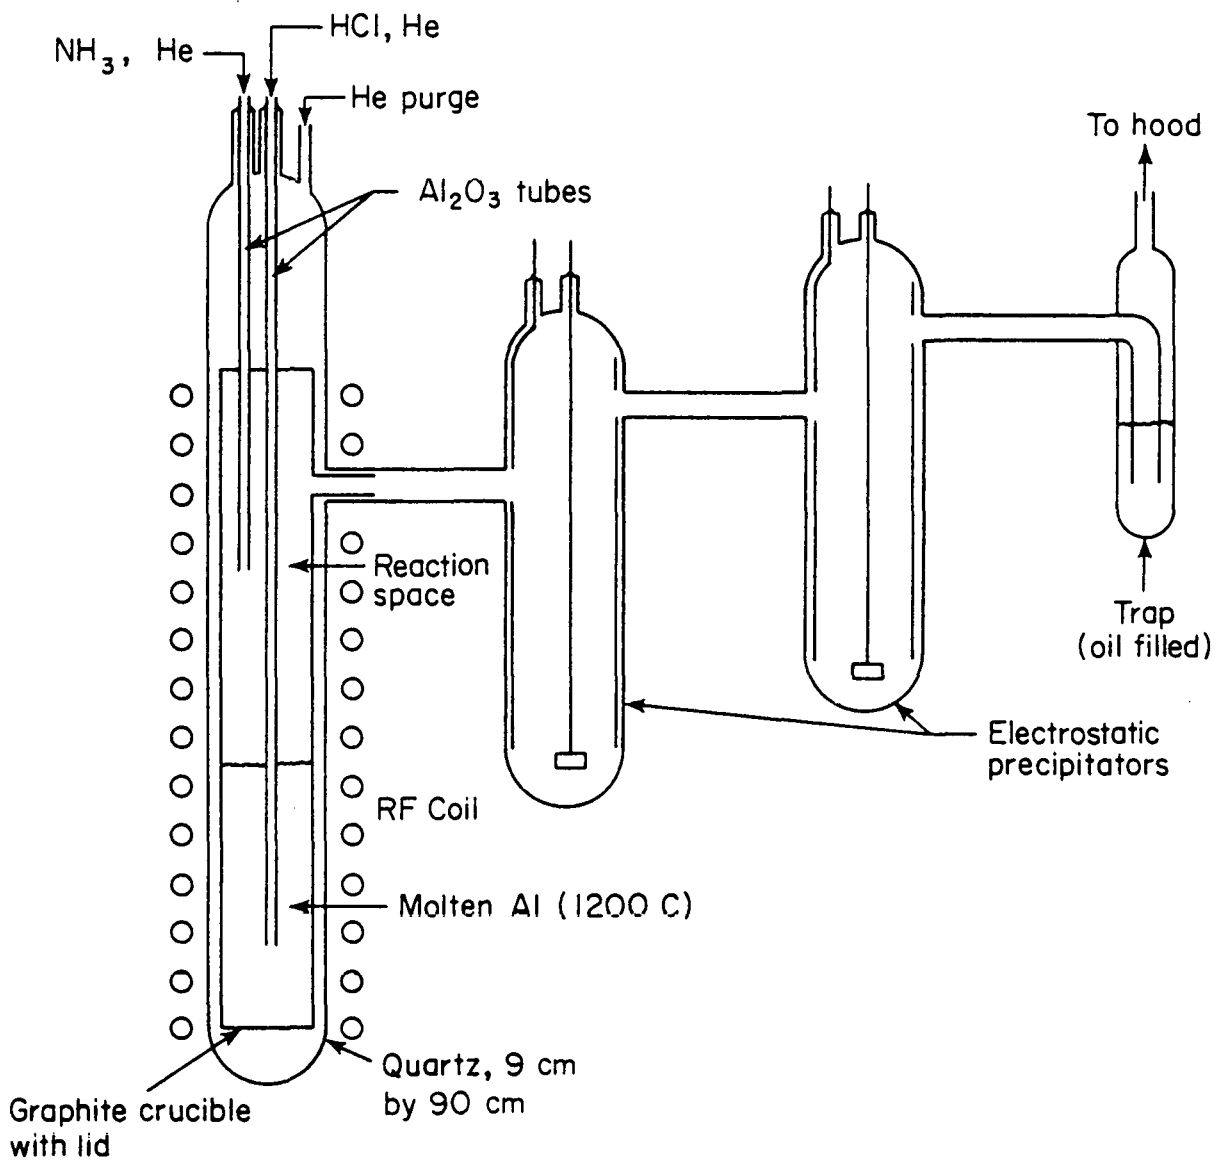 HCl, He
NH3, He
He purge
To hood
Al2O3 tubes
Reaction
space
Trap
(oil filled)
Electrostatic
precipitators
RF Coil
Molten Al (1200 C)
Quartz, 9 cm
by 90 cm
Graphite crucible
with lid